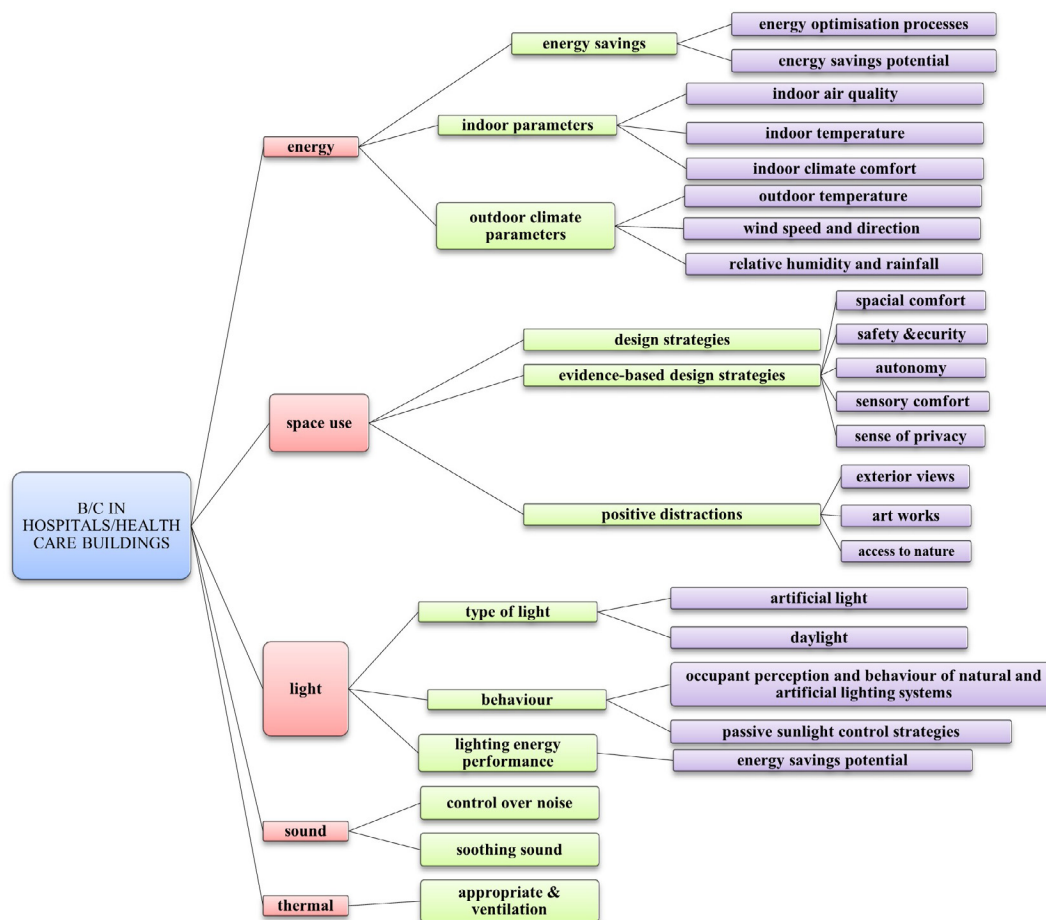 energy optimisation processes
energy savings
energy savings potential
indoor air quality
indoor parameters
indoor temperature
energy
indoor climate comfort
outdoor temperature
outdoor climate
parameters
wind speed and direction
relative humidity and rainfall
spacial comfort
design strategies
safety &ecurity
evidence-based design strategies
autonomy
sensory comfort
space use
sense of privacy
exterior views
positive distractions
art works
access to nature
B/C IN
HOSPITALS/HEALTH
CARE BUILDINGS
type of light
artificial light
daylight
light
behaviour
occupant perception and behaviour of natural and
artificial lighting systems
passive sunlight control strategies
lighting energy
performance
energy savings potential
control over noise
sound
soothing sound
thermal
appropriate &
ventilation